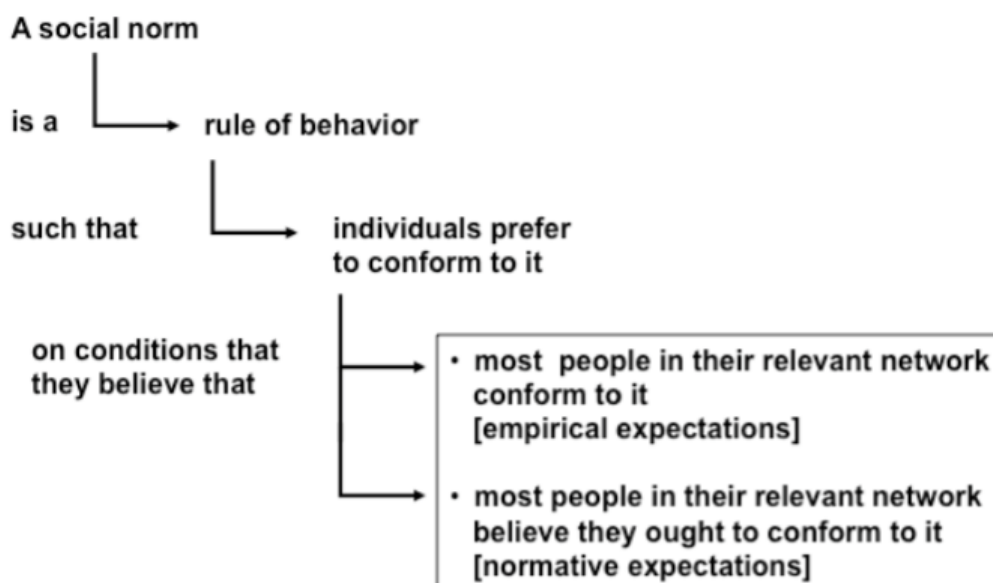 A social norm
is a
rule of behavior
such that
individuals prefer
to conform to it
on conditions that
they believe that
· most people in their relevant network
conform to it
[empirical expectations]
· most people in their relevant network
believe they ought to conform to it
[normative expectations]